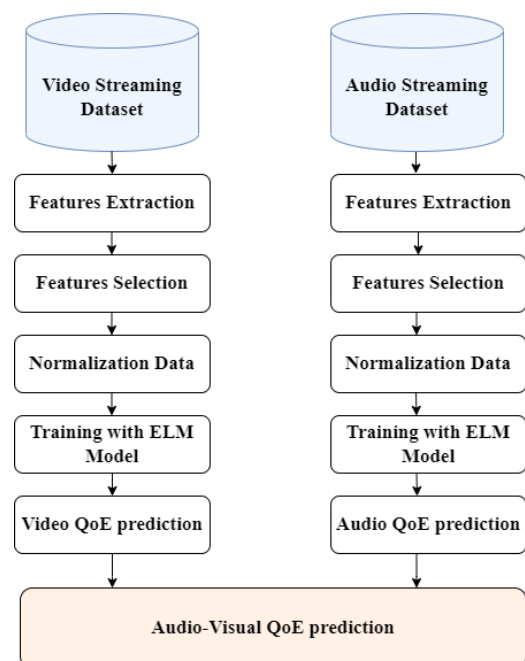 Video Streaming
Dataset
Audio Streaming
Dataset
Features Extraction
Features Extraction
Features Selection
Features Selection
Normalization Data
Normalization Data
Training with ELM
Model
Training with ELM
Model
Video QoE prediction
Audio QoE prediction
Audio-Visual QoE prediction